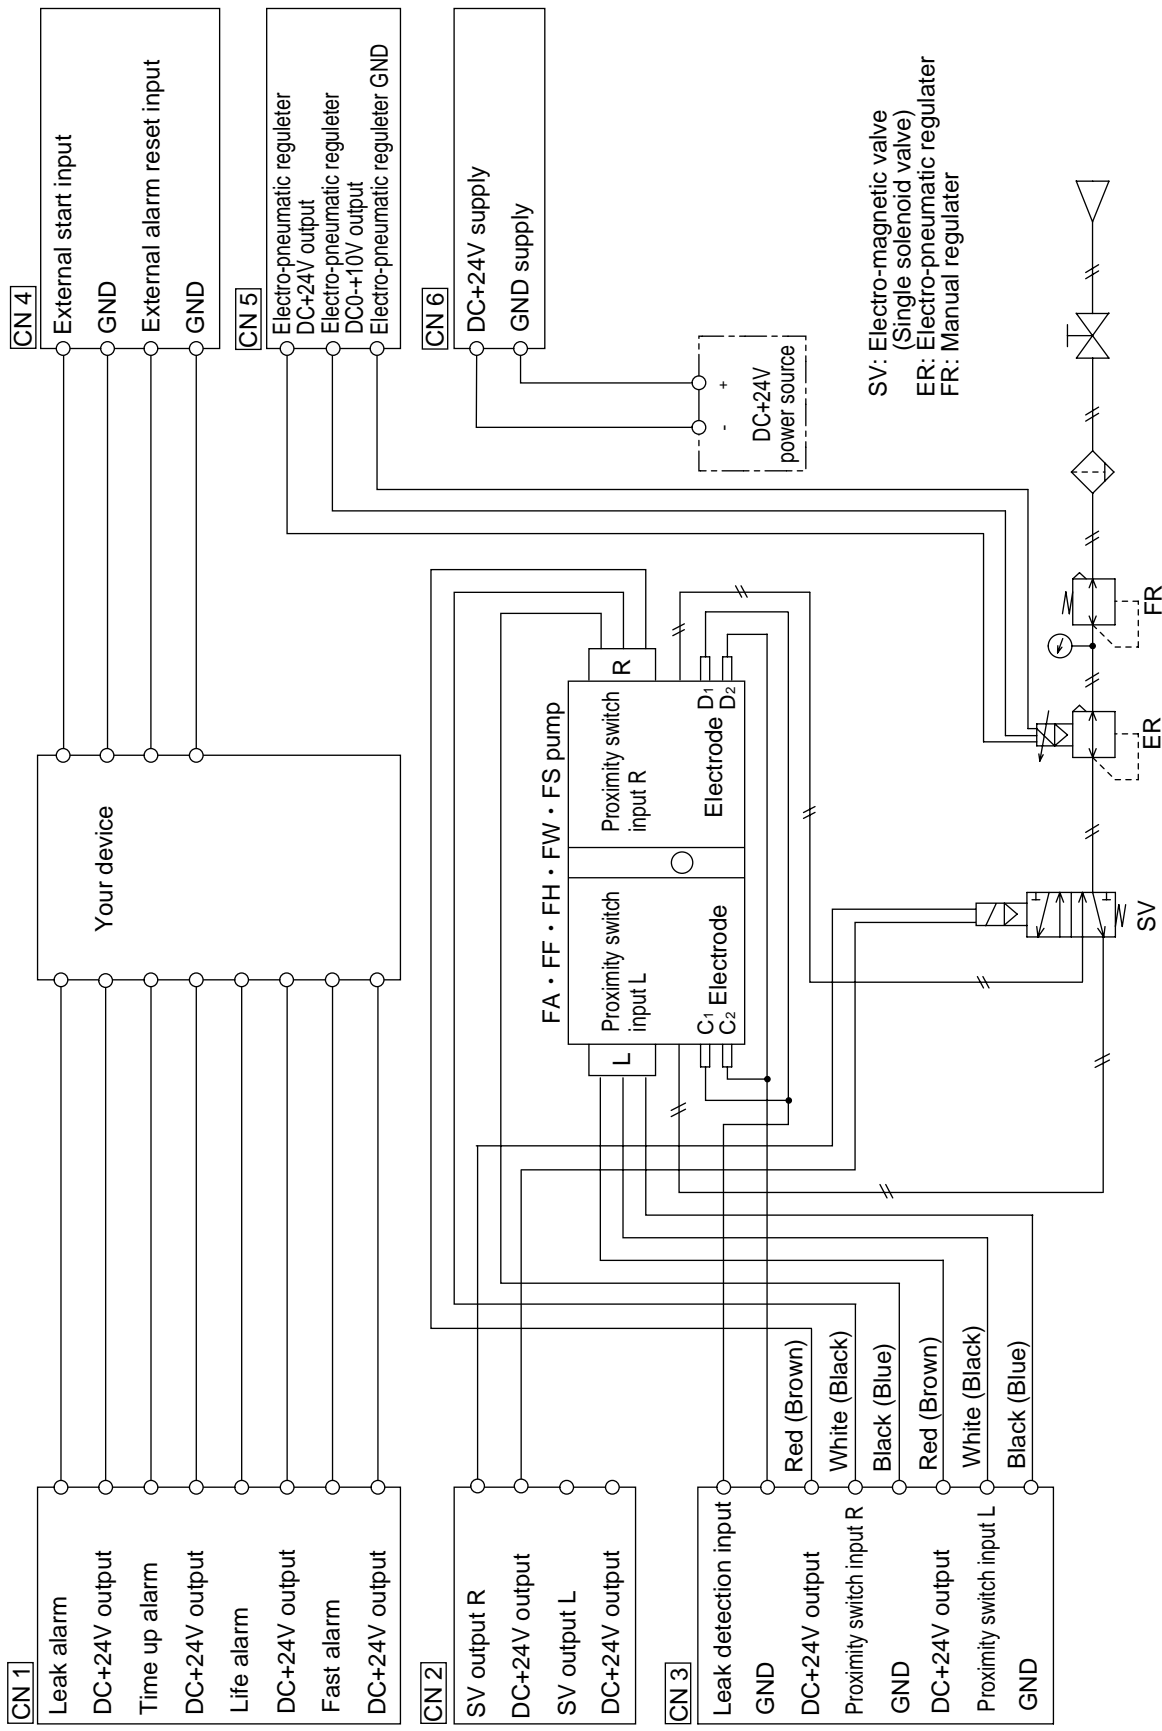 CN 1
Leak alarm
DC+24V output
Time up alarm
DC+24V output
Life alarm
DC+24V output
Fast alarm
DC+24V output
Your device
CN 4
External start input
GND
External alarm reset input
GND
CN 5
Electro-pneumatic reguleter
DC+24V output
Electro-pneumatic reguleter
DC0-+10V output
Electro-pneumatic reguleter GND
CN 2
SV output R
DC+24V output
SV output L
DC+24V output
CN 6
DC+24V supply
GND supply
+
-
DC+24V
power source
FA・FF・FH・FW・FS pump
L
Proximity switch
input L
C1
C2
Electrode
R
Proximity switch
input R
Electrode
D1
D2
CN 3
Leak detection input
GND
DC+24V output
Proximity switch input R
GND
DC+24V output
Proximity switch input L
GND
Red (Brown)
White (Black)
Black (Blue)
Red (Brown)
White (Black)
Black (Blue)
SV: Electro-magnetic valve
(Single solenoid valve)
ER: Electro-pneumatic regulater
FR: Manual regulater
SV
ER
FR